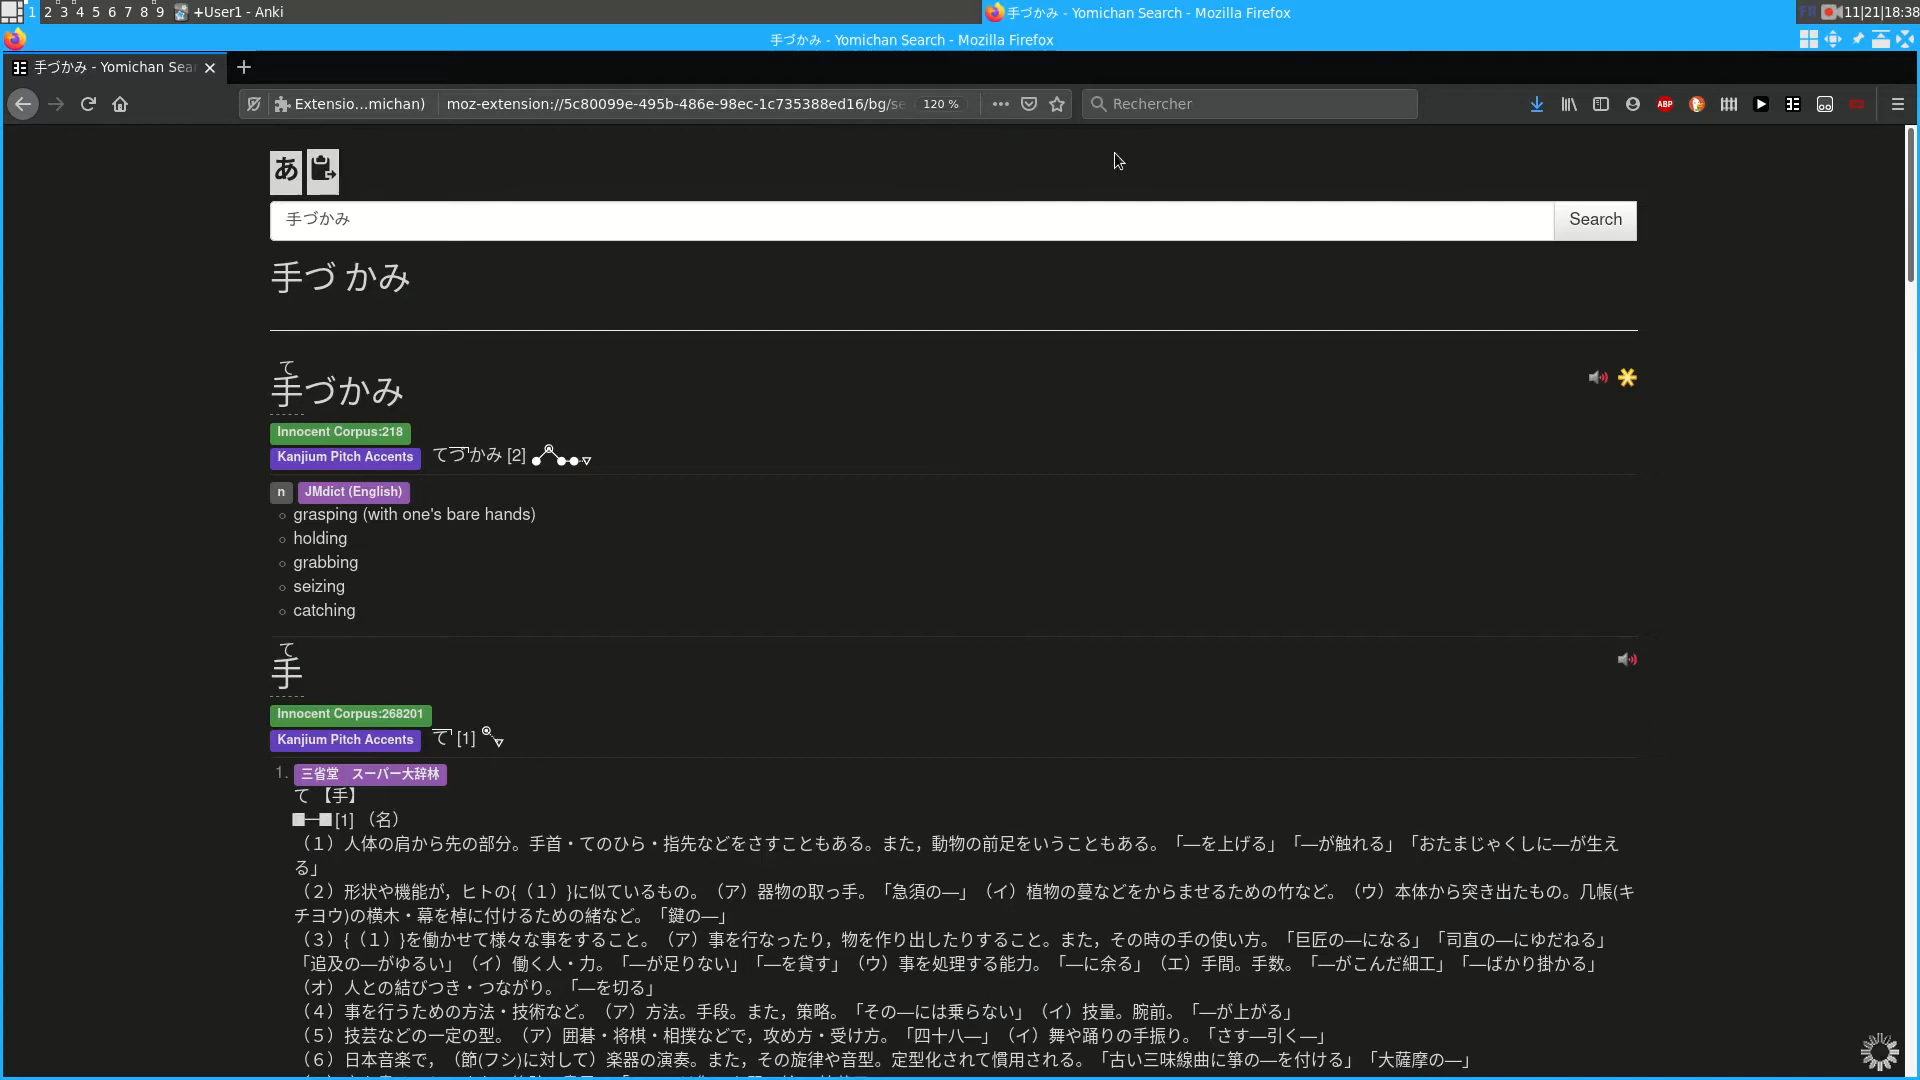 1 2 3 4 5 6 7 8 9 +User1 - Anki
手づかみ - Yomichan Search - Mozilla Firefox
FR 11|21|18:38
手づかみ - Yomichan Search - Mozilla Firefox
手づかみ - Yomichan Sea
Extensio…michan) moz-extension://5c80099e-495b-486e-98ec-1c735388ed16/bg/se 120 % Rechercher
ABP
あ
手づかみ Search
手づ かみ
て
手づかみ
Innocent Corpus:218
Kanjium Pitch Accents てづかみ [2]
n JMdict (English)
grasping (with one's bare hands)
holding
grabbing
seizing
catching
て
手
Innocent Corpus:268201
Kanjium Pitch Accents て [1]
1. 三省堂 スーパー大辞林
て 【手】
■—■[1] （名）
（１）人体の肩から先の部分。手首・てのひら・指先などをさすこともある。また，動物の前足をいうこともある。「―を上げる」「―が触れる」「おたまじゃくしに―が生え
る」
（２）形状や機能が，ヒトの{（１）}に似ているもの。（ア）器物の取っ手。「急須の―」（イ）植物の蔓などをからませるための竹など。（ウ）本体から突き出たもの。几帳(キ
チヨウ)の横木・幕を棹に付けるための緒など。「鍵の―」
（３）{（１）}を働かせて様々な事をすること。（ア）事を行なったり，物を作り出したりすること。また，その時の手の使い方。「巨匠の―になる」「司直の―にゆだねる」
「追及の―がゆるい」（イ）働く人・力。「―が足りない」「―を貸す」（ウ）事を処理する能力。「―に余る」（エ）手間。手数。「―がこんだ細工」「―ばかり掛かる」
（オ）人との結びつき・つながり。「―を切る」
（４）事を行うための方法・技術など。（ア）方法。手段。また，策略。「その―には乗らない」（イ）技量。腕前。「―が上がる」
（５）技芸などの一定の型。（ア）囲碁・将棋・相撲などで，攻め方・受け方。「四十八―」（イ）舞や踊りの手振り。「さす―引く―」
（６）日本音楽で，（節(フシ)に対して）楽器の演奏。また，その旋律や音型。定型化されて慣用される。「古い三味線曲に箏の―を付ける」「大薩摩の―」